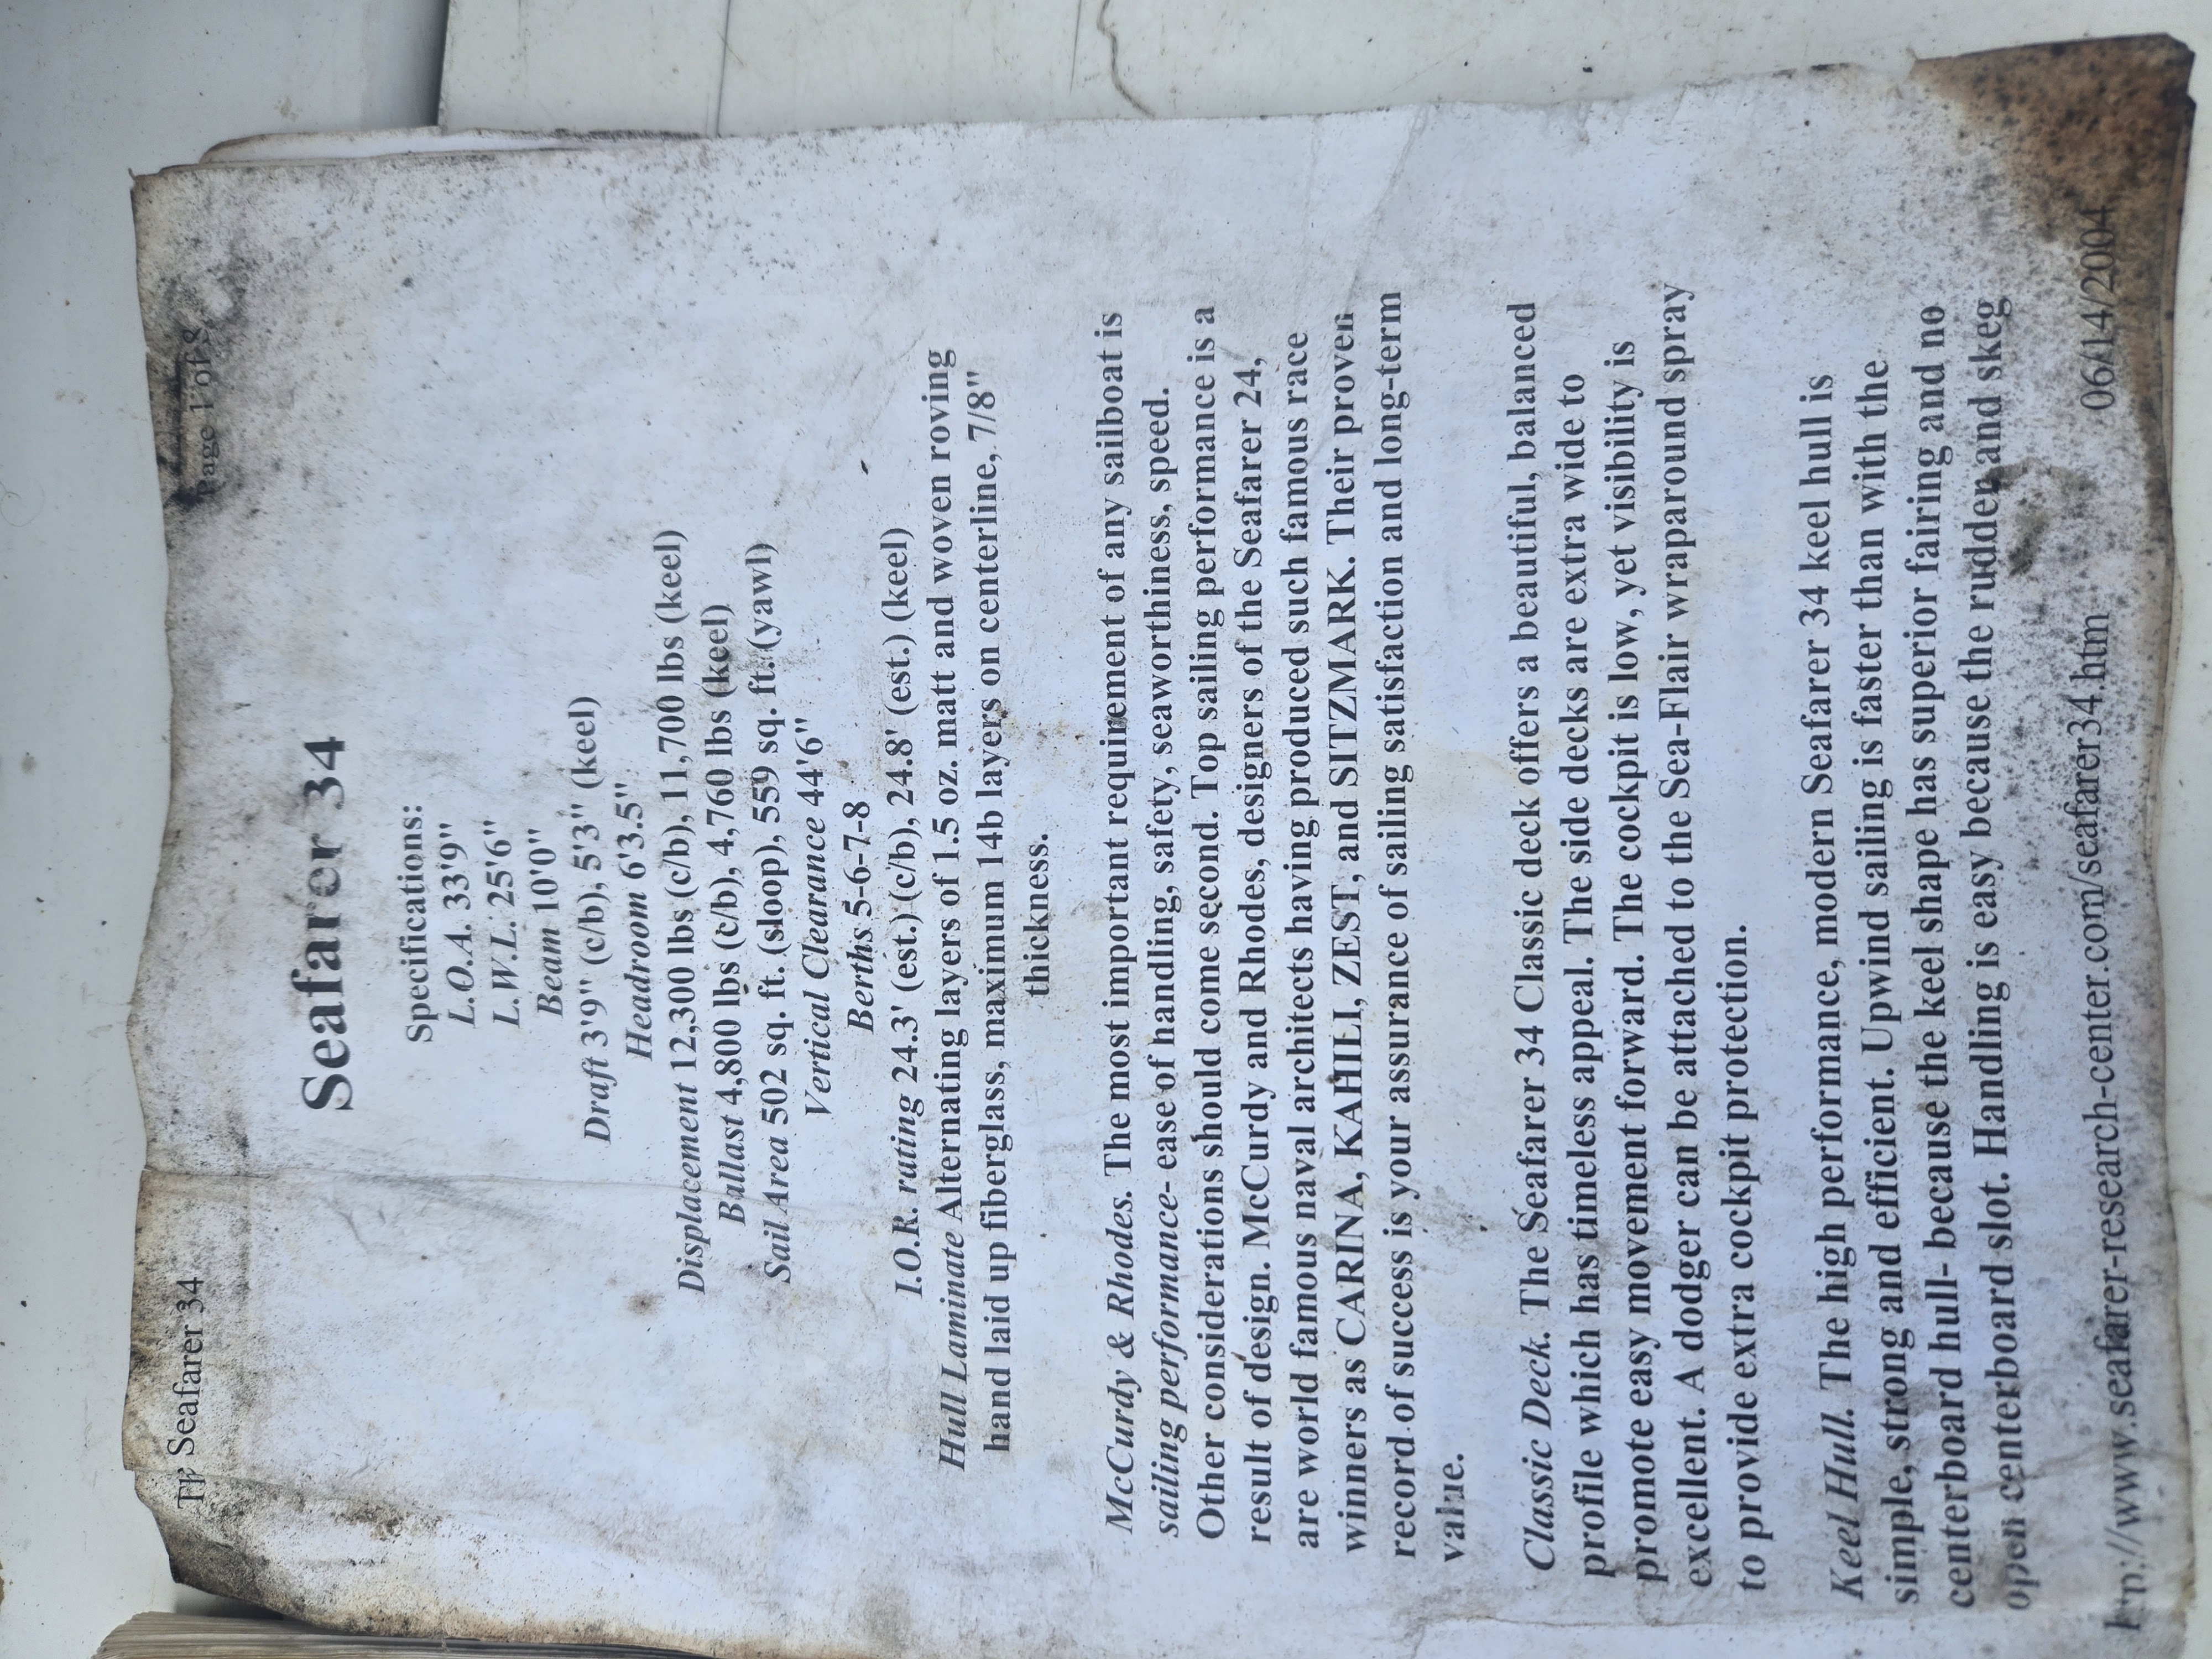 Seafarer 34
Page 1 of 8
Seafarer 34
Specifications:
L.O.A. 33'9"
L.W.L. 25'6"
Beam 10'0"
Draft 3'9" (c/b), 5'3" (keel)
Headroom 6'3.5"
Displacement 12,300 lbs (c/b), 11,700 lbs (keel)
Ballast 4,800 lbs (c/b), 4,760 lbs (keel)
Sail Area 502 sq. ft. (sloop), 559 sq. ft. (yawl)
Vertical Clearance 44'6"
Berths 5-6-7-8
I.O.R. rating 24.3' (est.) (c/b), 24.8' (est.) (keel)
Hull Laminate Alternating layers of 1.5 oz. matt and woven roving
hand laid up fiberglass, maximum 14b layers on centerline, 7/8"
thickness.
McCurdy & Rhodes. The most important requirement of any sailboat is
sailing performance- ease of handling, safety, seaworthiness, speed.
Other considerations should come second. Top sailing performance is a
result of design. McCurdy and Rhodes, designers of the Seafarer 24,
are world famous naval architects having produced such famous race
winners as CARINA, KAHILI, ZEST, and SITZMARK. Their proven
record of success is your assurance of sailing satisfaction and long-term
value.
Classic Deck. The Seafarer 34 Classic deck offers a beautiful, balanced
profile which has timeless appeal. The side decks are extra wide to
promote easy movement forward. The cockpit is low, yet visibility is
excellent. A dodger can be attached to the Sea-Flair wraparound spray
to provide extra cockpit protection.
Keel Hull. The high performance, modern Seafarer 34 keel hull is
simple, strong and efficient. Upwind sailing is faster than with the
centerboard hull- because the keel shape has superior fairing and no
open centerboard slot. Handling is easy because the rudder and skeg
http://www.seafarer-research-center.com/seafarer34.htm
06/14/2004